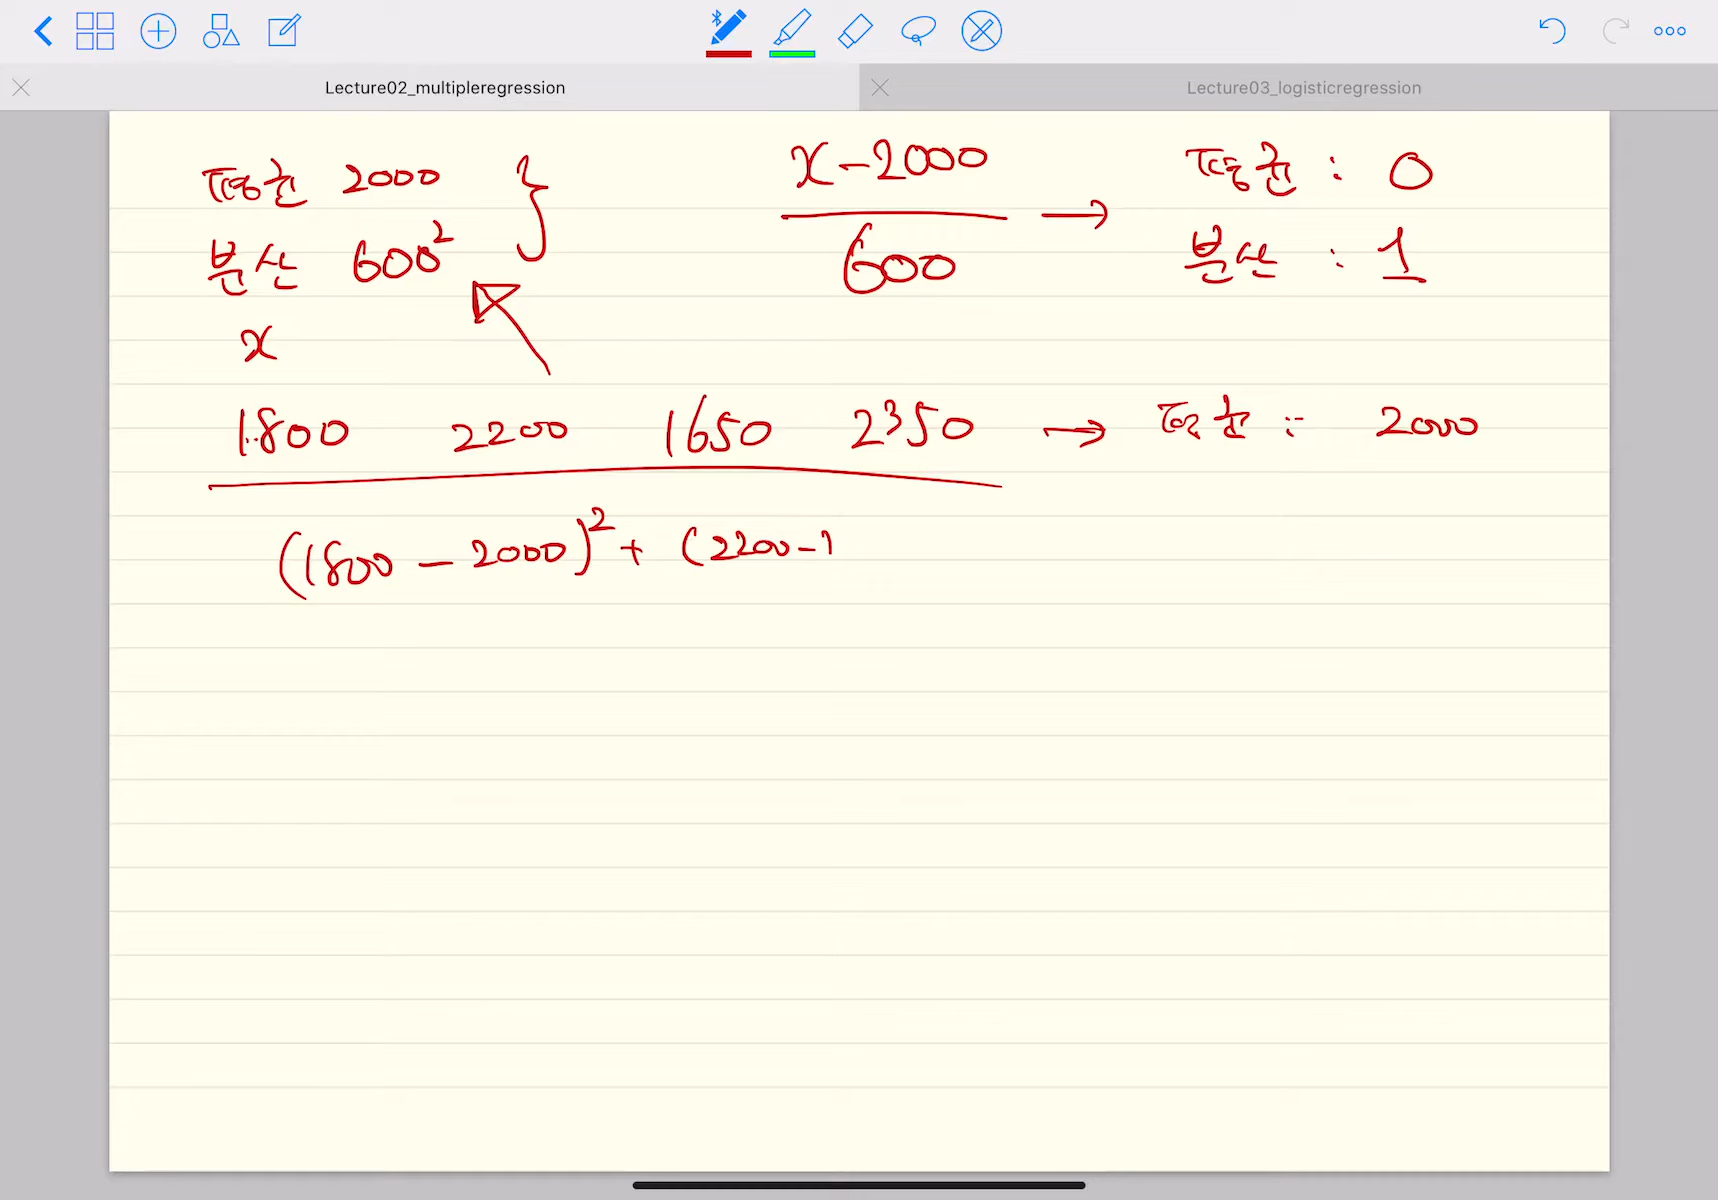 Lecture02_multipleregression
Lecture03_logisticregression
평균 2000
분산 600²
x
x-2000
600
→ 평균 : 0
분산 : 1
1800 2200 1650 2350 → 평균 : 2000
(1800 - 2000)² + (2200-1